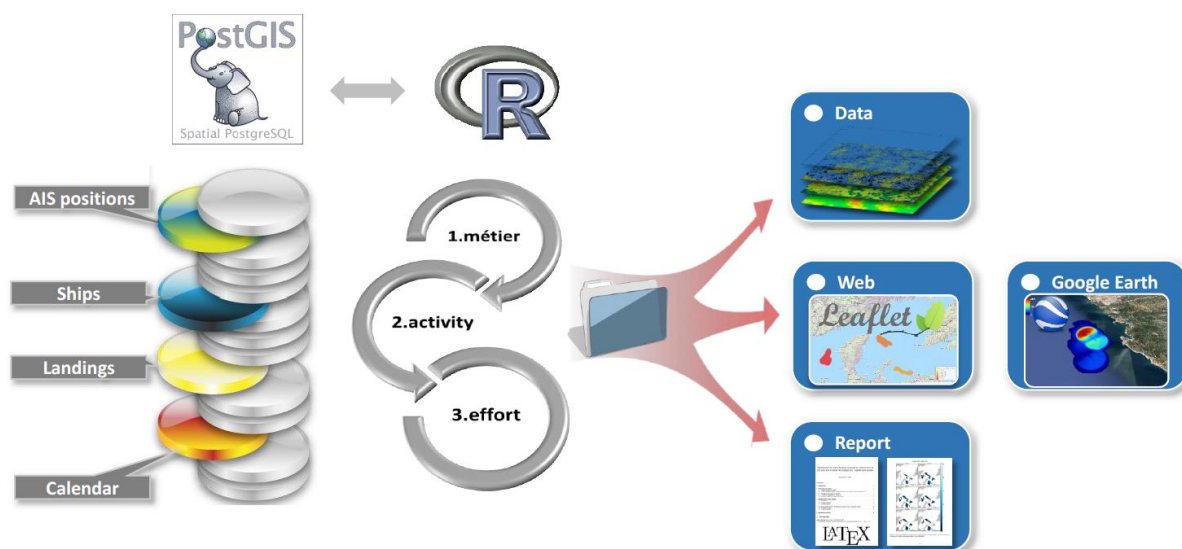 PostGIS
Spatial PostgreSQL
R
AIS positions
Ships
Landings
Calendar
1.métier
2.activity
3.effort
Data
Web
Leaflet
Google Earth
Report
LATEX